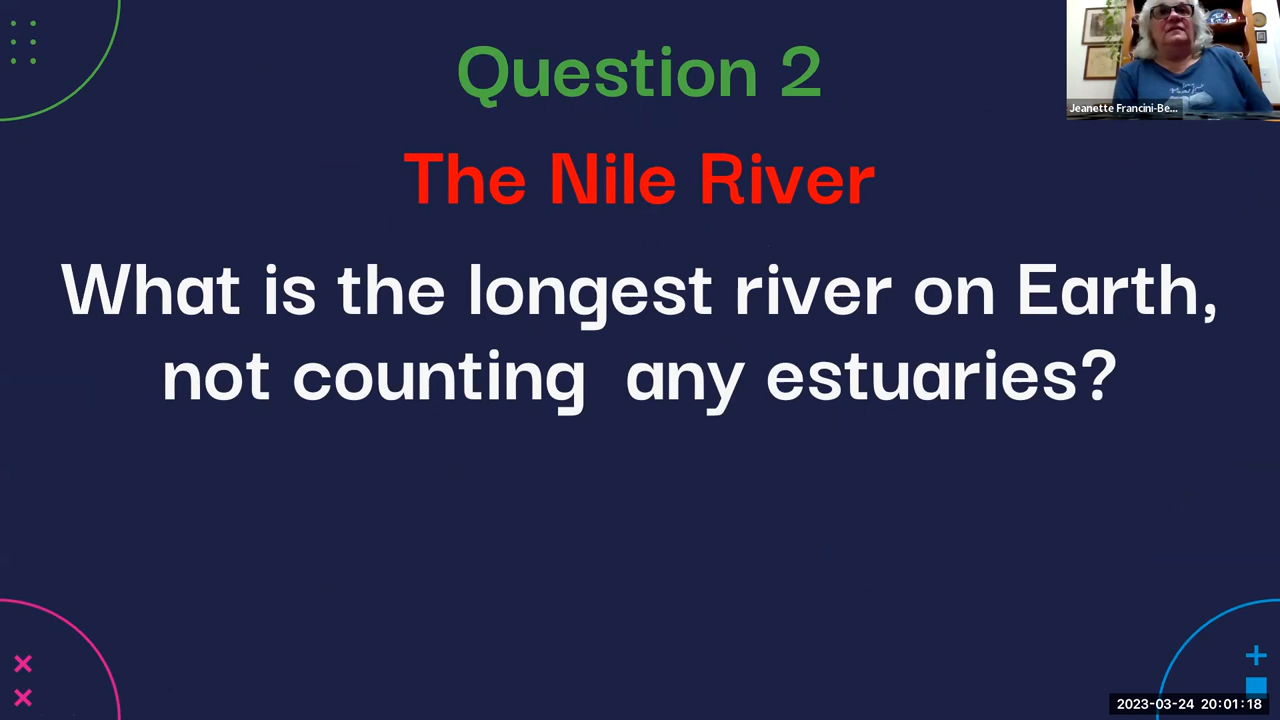 Question 2
The Nile River
What is the longest river on Earth,
not counting  any estuaries?
Jeanette Francini-Be...
2023-03-24 20:01:18